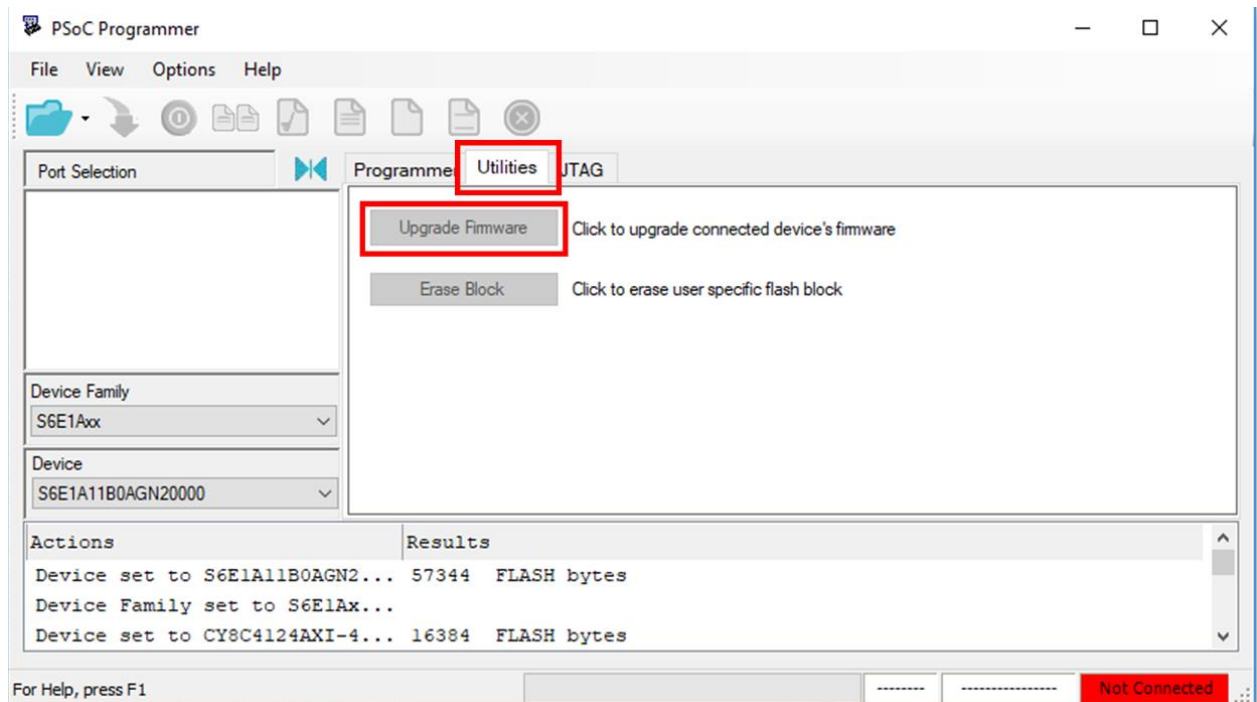 PSoC Programmer
File View Options Help
Port Selection
Programmer Utilities JTAG
Upgrade Firmware Click to upgrade connected device's firmware
Erase Block Click to erase user specific flash block
Device Family
S6E1Axx
Device
S6E1A11B0AGN20000
Actions Results
Device set to S6E1A11B0AGN2... 57344 FLASH bytes
Device Family set to S6E1Ax...
Device set to CY8C4124AXI-4... 16384 FLASH bytes
For Help, press F1 -------- ---------------- Not Connected